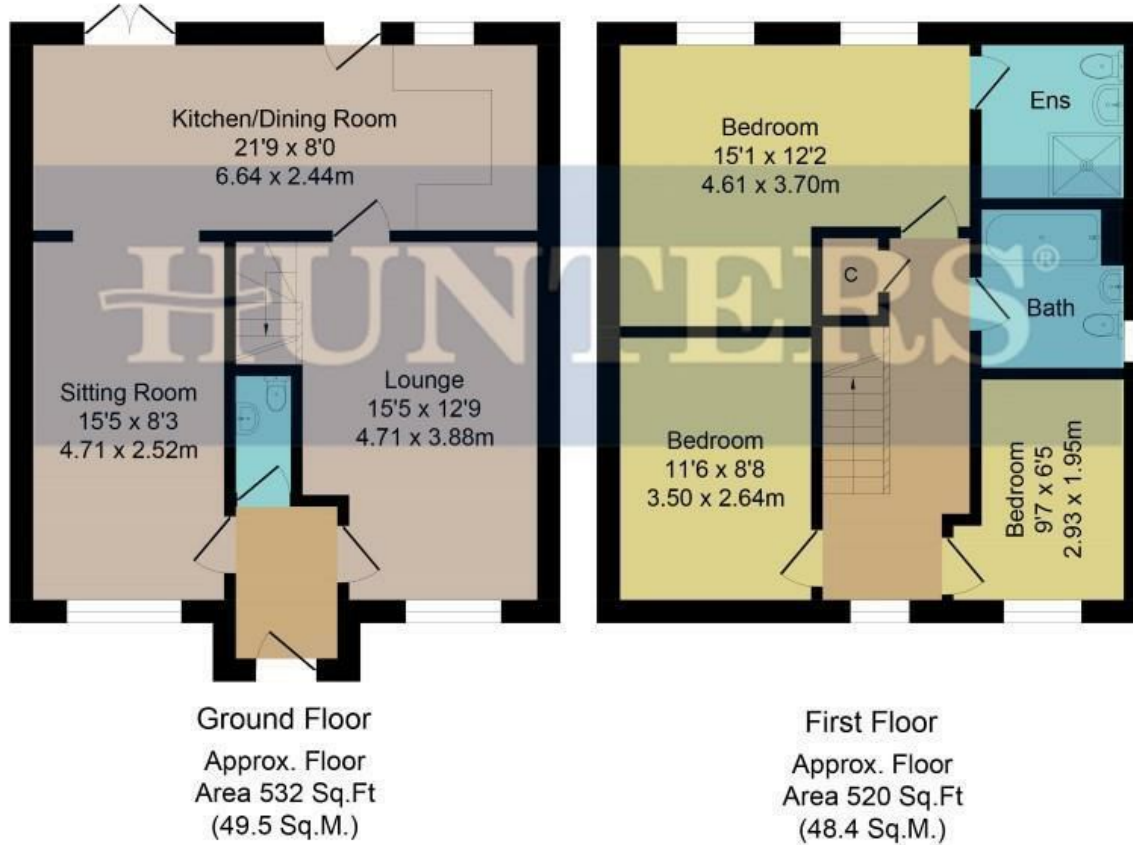 Kitchen/Dining Room
21'9 x 8'0
6.64 x 2.44m
Sitting Room
15'5 x 8'3
4.71 x 2.52m
Lounge
15'5 x 12'9
4.71 x 3.88m
Ground Floor
Approx. Floor
Area 532 Sq.Ft
(49.5 Sq.M.)
Bedroom
15'1 x 12'2
4.61 x 3.70m
Ens
C
Bath
Bedroom
11'6 x 8'8
3.50 x 2.64m
Bedroom
9'7 x 6'5
2.93 x 1.95m
First Floor
Approx. Floor
Area 520 Sq.Ft
(48.4 Sq.M.)
HUNTERS®